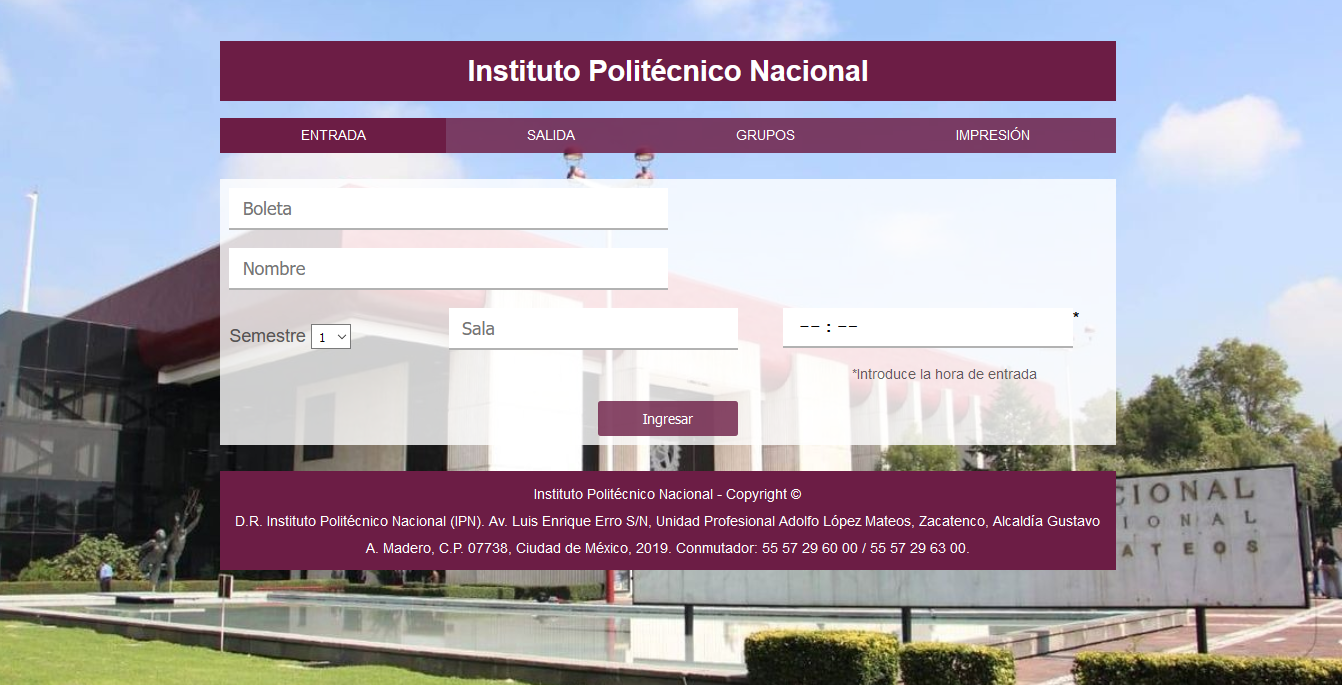 Instituto Politécnico Nacional
ENTRADA SALIDA GRUPOS IMPRESIÓN
Boleta
Nombre
Semestre 1 Sala --:-- *
*Introduce la hora de entrada
Ingresar
Instituto Politécnico Nacional - Copyright ©
D.R. Instituto Politécnico Nacional (IPN). Av. Luis Enrique Erro S/N, Unidad Profesional Adolfo López Mateos, Zacatenco, Alcaldía Gustavo
A. Madero, C.P. 07738, Ciudad de México, 2019. Conmutador: 55 57 29 60 00 / 55 57 29 63 00.
CIONAL
IONAL
ATEOS